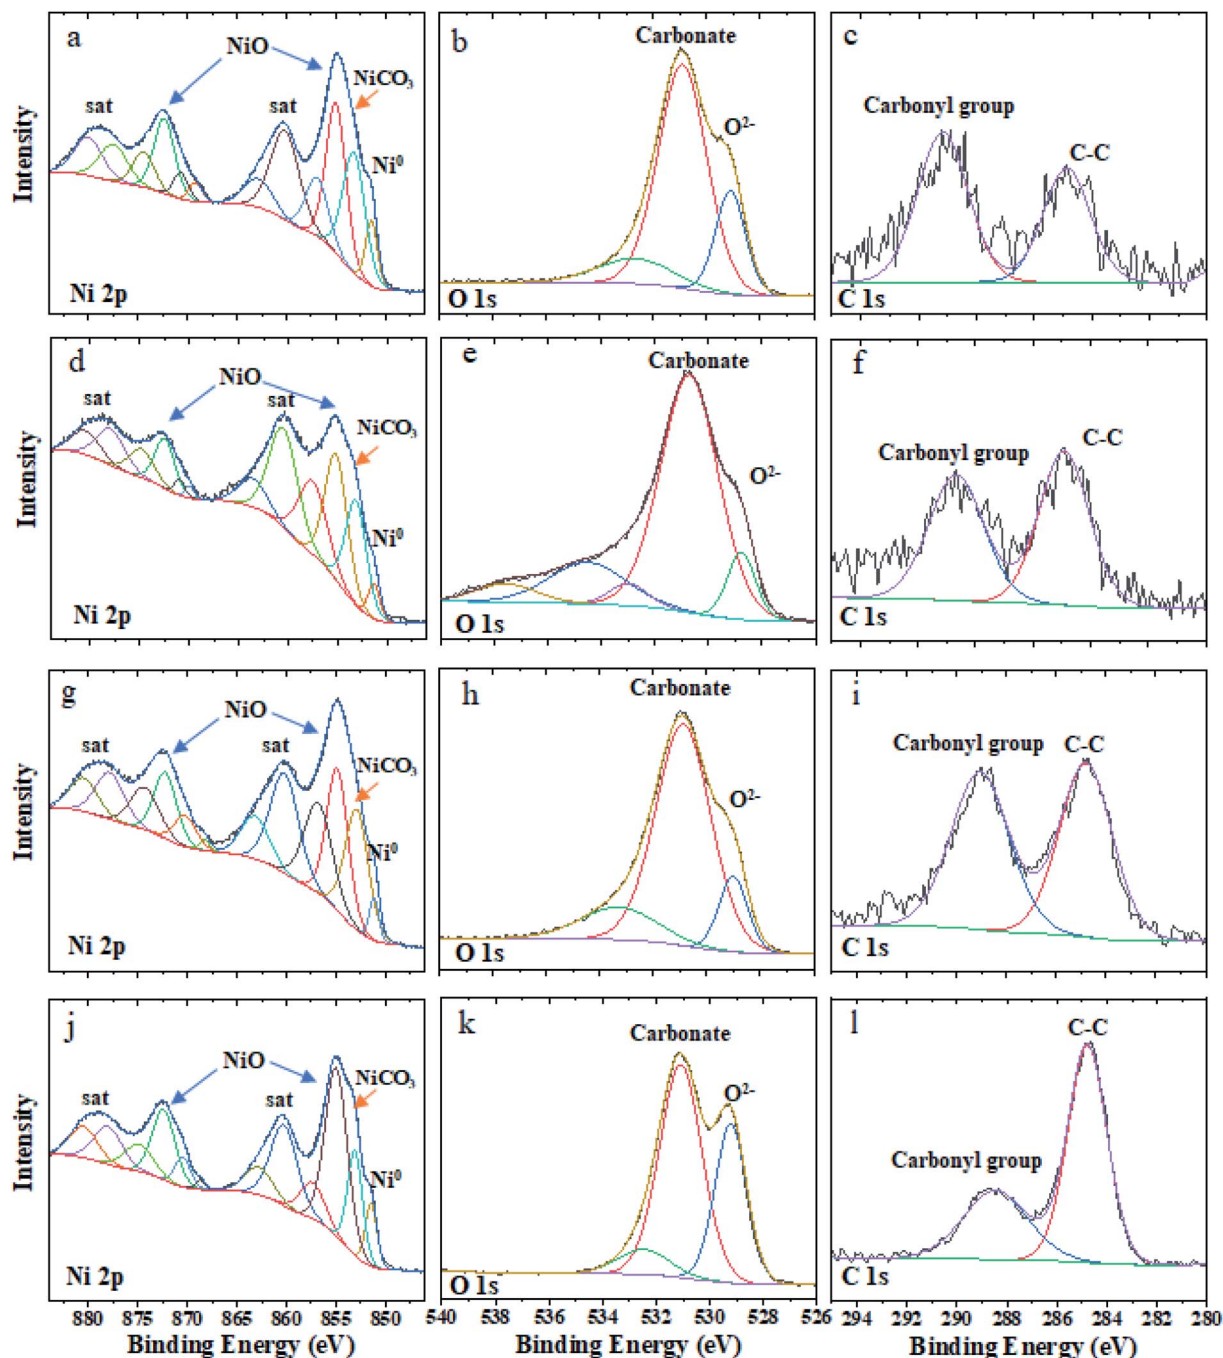 a
NiO
NiCO3
sat
Ni⁰
Intensity
Ni 2p
b
Carbonate
O²⁻
O 1s
c
Carbonyl group
C-C
C 1s
d
NiO
sat
sat
NiCO3
Ni⁰
Intensity
Ni 2p
e
Carbonate
O²⁻
O 1s
f
Carbonyl group
C-C
C 1s
g
NiO
sat
sat
NiCO3
Ni⁰
Intensity
Ni 2p
h
Carbonate
O²⁻
O 1s
i
Carbonyl group
C-C
C 1s
j
NiO
sat
sat
NiCO3
Ni⁰
Intensity
Ni 2p
880 875 870 865 860 855 850
Binding Energy (eV)
k
Carbonate
O²⁻
O 1s
540 538 536 534 532 530 528 526
Binding Energy (eV)
l
C-C
Carbonyl group
C 1s
294 292 290 288 286 284 282 280
Binding Energy (eV)
sat